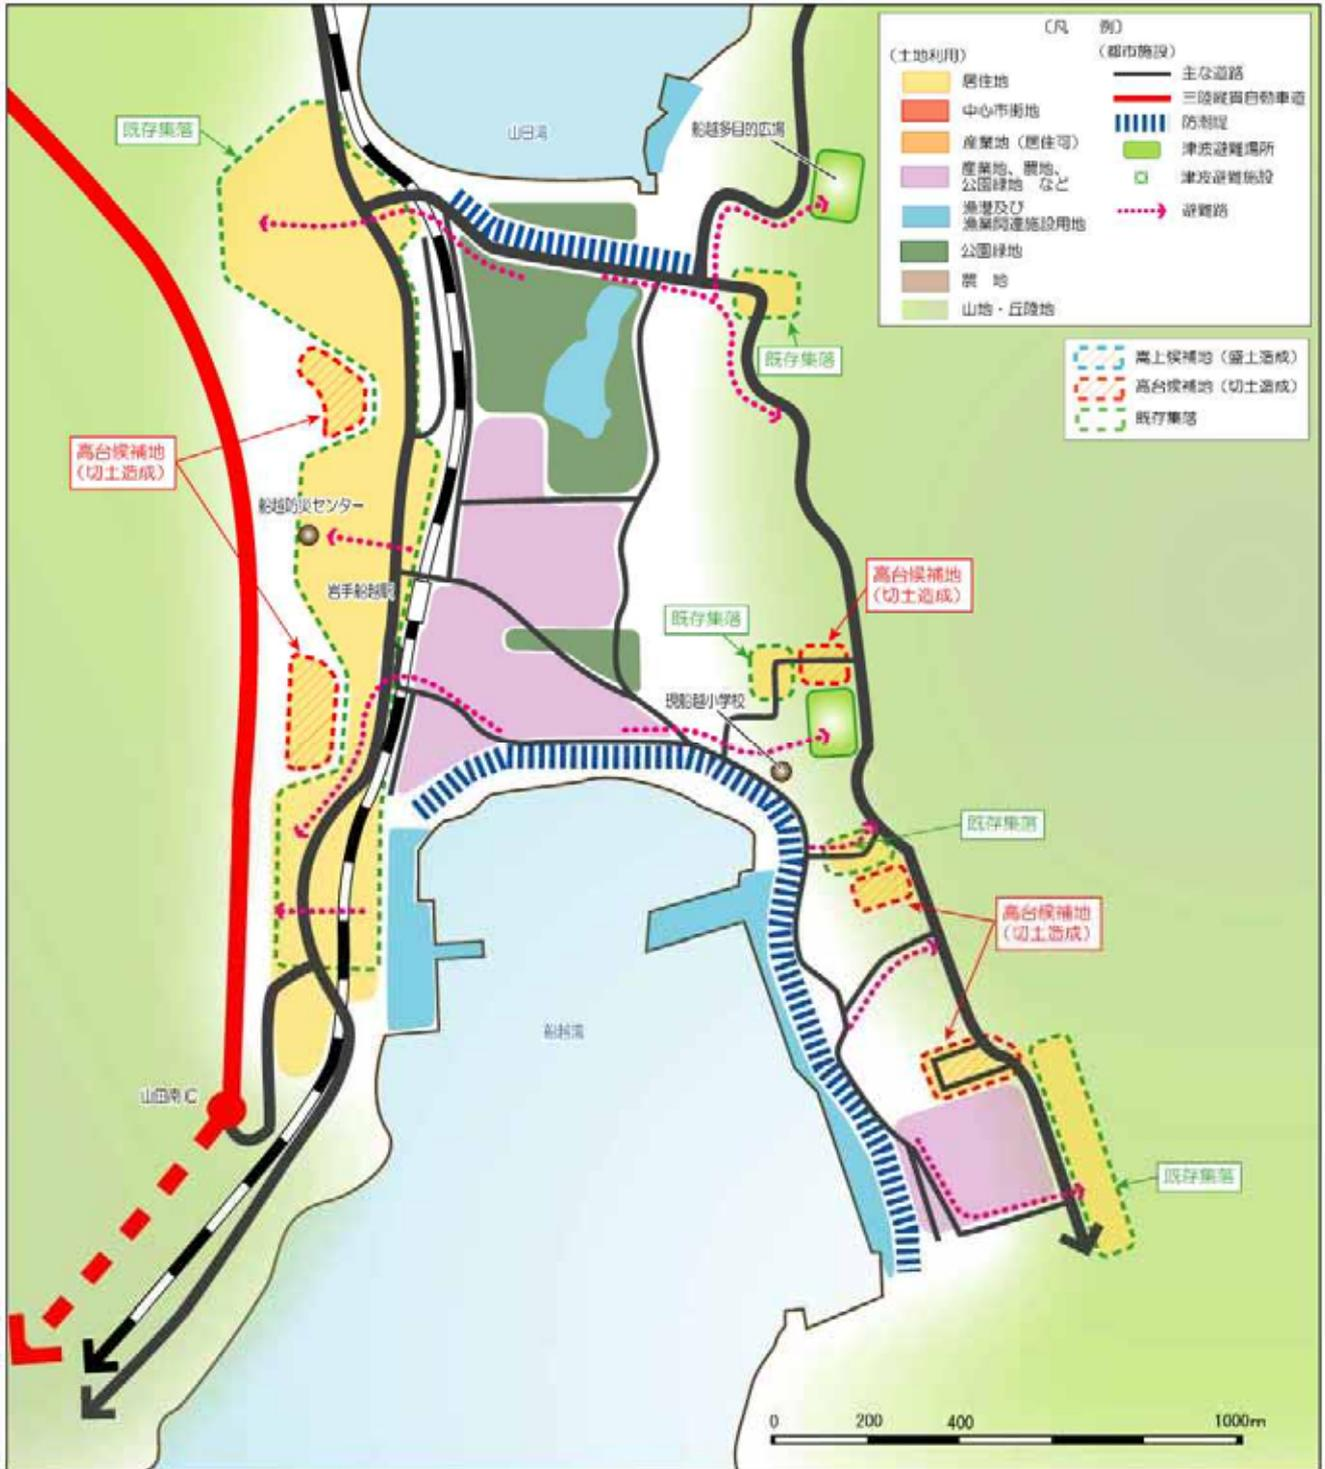 (凡 例)
(土地利用)
居住地
中心市街地
産業地(居住可)
産業地、農地、
公園緑地 など
漁港及び
漁業関連施設用地
公園緑地
農 地
山地・丘陵地
(都市施設)
主な道路
三陸縦貫自動車道
防潮堤
津波避難場所
津波避難施設
避難路
嵩上候補地(盛土造成)
高台候補地(切土造成)
既存集落
既存集落
山田湾
船越多目的広場
既存集落
高台候補地
(切土造成)
船越防災センター
岩手船越駅
高台候補地
(切土造成)
既存集落
現船越小学校
既存集落
高台候補地
(切土造成)
船越湾
山田南IC
既存集落
0 200 400 1000m